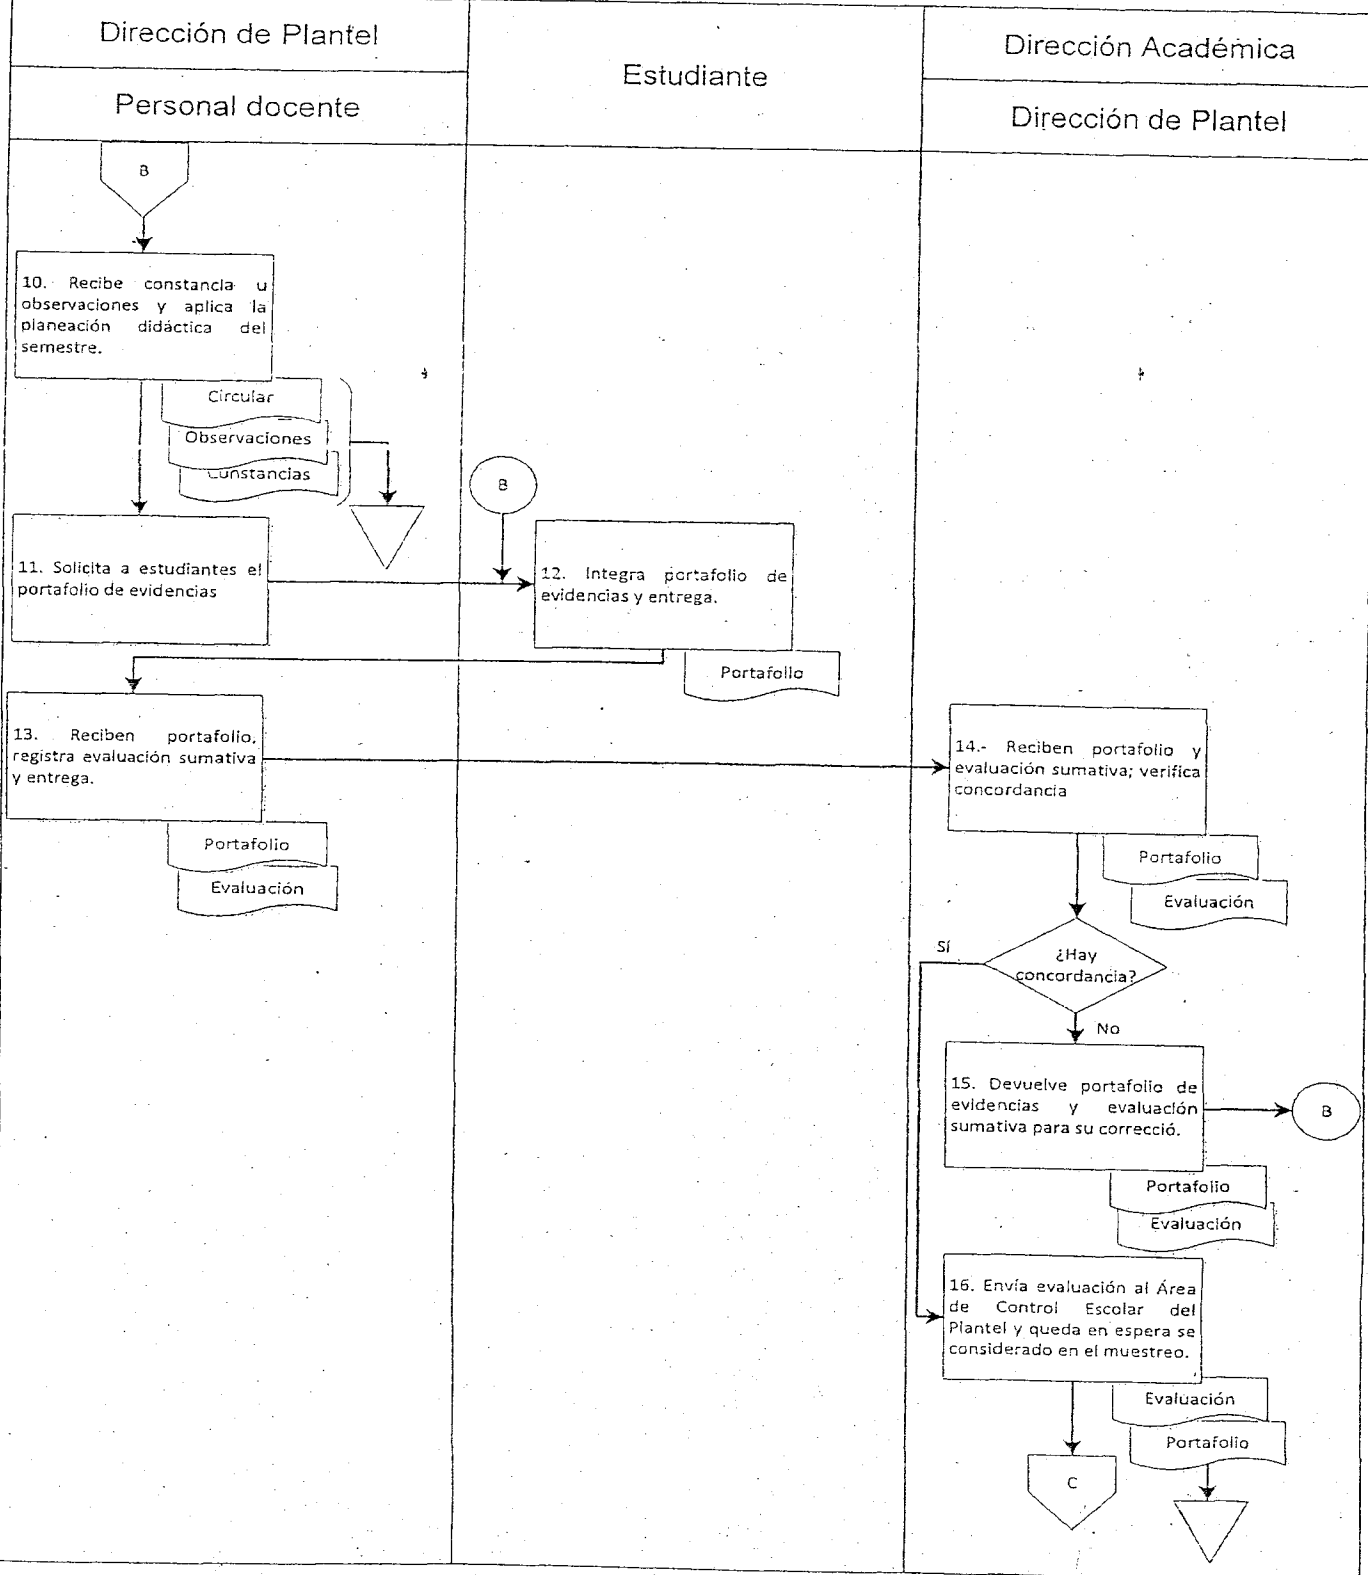 Dirección de Plantel
Personal docente
Estudiante
Dirección Académica
Dirección de Plantel
B
10. Recibe constancia u
observaciones y aplica la
planeación didáctica del
semestre.
Circular
Observaciones
Constancias
B
11. Solicita a estudiantes el
portafolio de evidencias
12. Integra portafolio de
evidencias y entrega.
Portafolio
13. Reciben portafolio,
registra evaluación sumativa
y entrega.
Portafolio
Evaluación
14.- Reciben portafolio y
evaluación sumativa; verifica
concordancia
Portafolio
Evaluación
Sí
¿Hay
concordancia?
No
15. Devuelve portafolio de
evidencias y evaluación
sumativa para su correcció.
B
Portafolio
Evaluación
16. Envía evaluación al Área
de Control Escolar del
Plantel y queda en espera se
considerado en el muestreo.
Evaluación
Portafolio
C